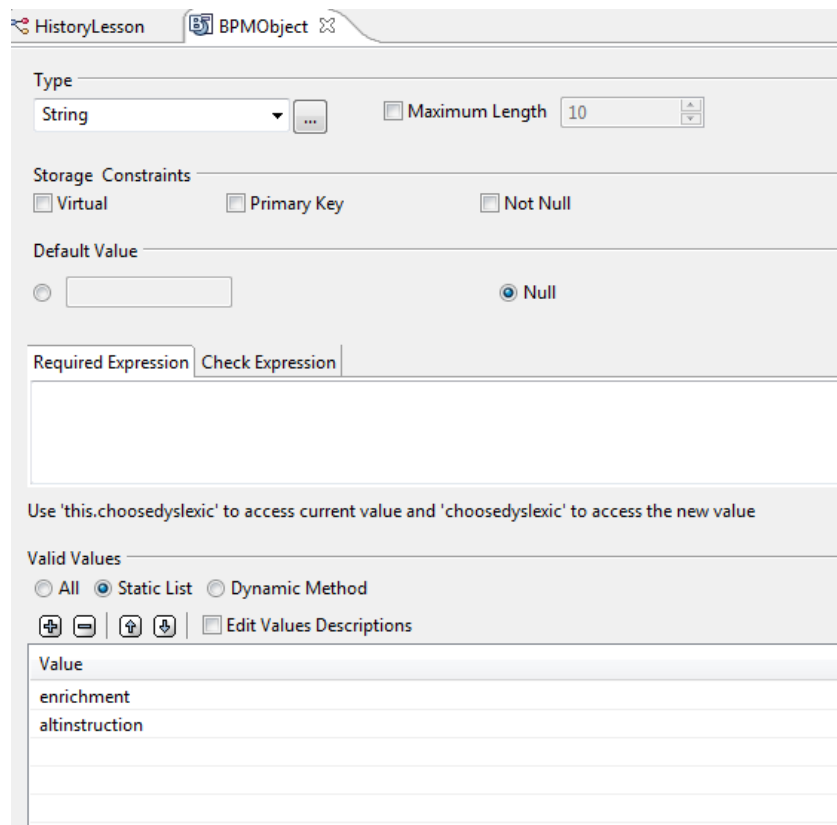 HistoryLesson BPMObject
Type
String ... Maximum Length 10
Storage Constraints
Virtual Primary Key Not Null
Default Value
Null
Required Expression Check Expression
Use 'this.choosedyslexic' to access current value and 'choosedyslexic' to access the new value
Valid Values
All Static List Dynamic Method
Edit Values Descriptions
Value
enrichment
altinstruction